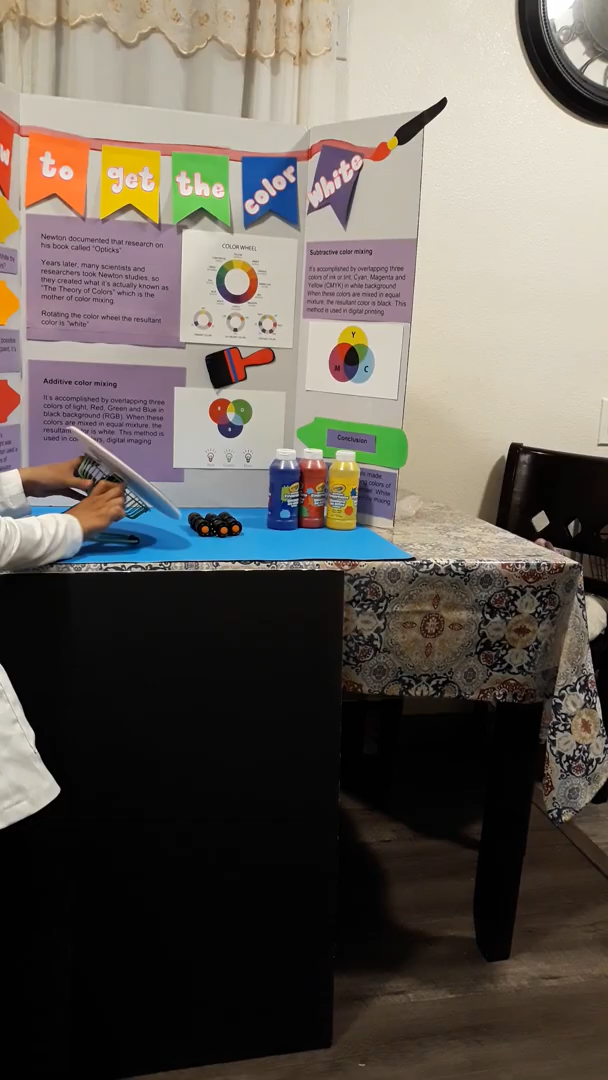 to get the color White
Newton documented that research on
his book called "Opticks"
Years later, many scientists and
researchers look Newton studies, so
they created what it's actually known as
"The Theory of Colors" which is the
mother of color mixing.
Rotating the color wheel the resultant
color is "white"
COLOR WHEEL
Subtractive color mixing
It's accomplished by overlapping three
colors of ink or tint, Cyan, Magenta and
Yellow (CMYK) in white background
When these colors are mixed in equal
mixture, the resultant color is black. This
method is used in digital printing
Y
M C
Additive color mixing
It's accomplished by overlapping three
colors of light, Red, Green and Blue in
black background (RGB). When these
colors are mixed in equal mixture, the
resultant color is white. This method is
used in digital imaging
Conclusion